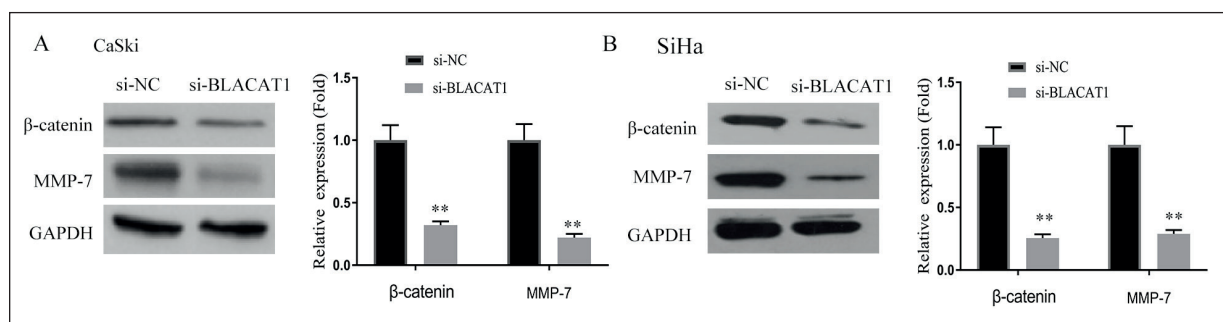 A
CaSki
si-NC si-BLACAT1
β-catenin
MMP-7
GAPDH
si-NC
si-BLACAT1
Relative expression (Fold)
1.5
1.0
0.5
0.0
** **
β-catenin MMP-7
B
SiHa
si-NC si-BLACAT1
β-catenin
MMP-7
GAPDH
si-NC
si-BLACAT1
Relative expression (Fold)
1.5
1.0
0.5
0.0
** **
β-catenin MMP-7